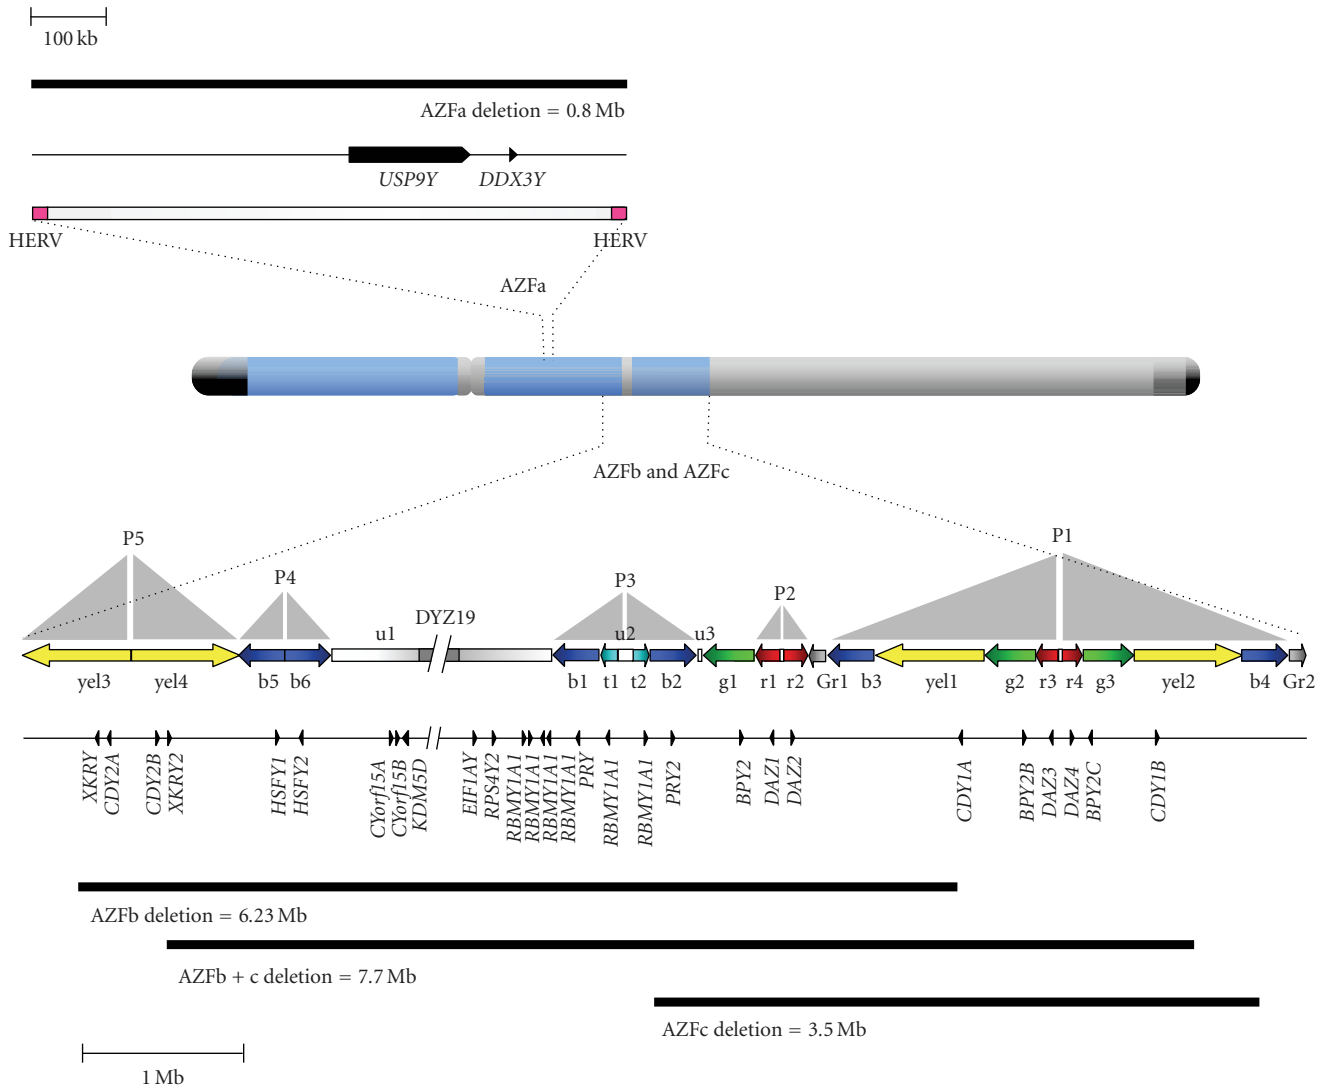 100 kb
AZFa deletion = 0.8 Mb
USP9Y DDX3Y
HERV HERV
AZFa
AZFb and AZFc
P5 P4 P3 P2 P1
DYZ19
u1 u2 u3
yel3 yel4 b5 b6 b1 t1 t2 b2 g1 r1 r2 Gr1 b3 yel1 g2 r3 r4 g3 yel2 b4 Gr2
XKRY
CDY2A
CDY2B
XKRY2
HSFY1
HSFY2
CYorf15A
CYorf15B
KDM5D
EIF1AY
RPS4Y2
RBMY1A1
RBMY1A1
RBMY1A1
RBMY1A1
PRY
RBMY1A1
RBMY1A1
PRY2
BPY2
DAZ1
DAZ2
CDY1A
BPY2B
DAZ3
DAZ4
BPY2C
CDY1B
AZFb deletion = 6.23 Mb
AZFb + c deletion = 7.7 Mb
AZFc deletion = 3.5 Mb
1 Mb